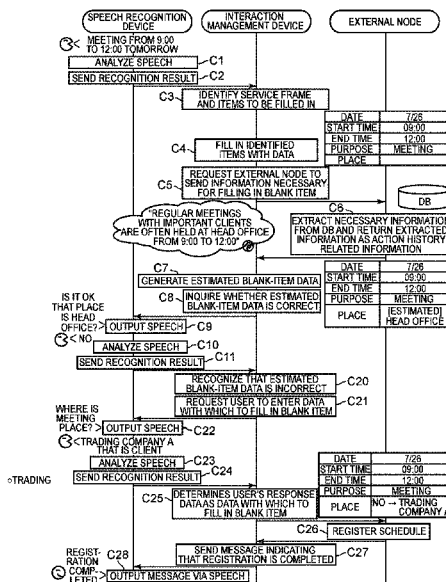 SPEECH RECOGNITION
DEVICE
INTERACTION
MANAGEMENT DEVICE
EXTERNAL NODE
MEETING FROM 9:00
TO 12:00 TOMORROW
C1
ANALYZE SPEECH
C2
SEND RECOGNITION RESULT
C3
IDENTIFY SERVICE FRAME
AND ITEMS TO BE FILLED IN
DATE 7/26
START TIME 09:00
END TIME 12:00
PURPOSE MEETING
PLACE
C4
FILL IN IDENTIFIED
ITEMS WITH DATA
C5
REQUEST EXTERNAL NODE TO
SEND INFORMATION NECESSARY
FOR FILLING IN BLANK ITEM
DB
C6
"REGULAR MEETINGS
WITH IMPORTANT CLIENTS
ARE OFTEN HELD AT HEAD OFFICE
FROM 9:00 TO 12:00"
EXTRACT NECESSARY INFORMATION
FROM DB AND RETURN EXTRACTED
INFORMATION AS ACTION HISTORY
RELATED INFORMATION
C7
GENERATE ESTIMATED BLANK-ITEM DATA
C8
INQUIRE WHETHER ESTIMATED
BLANK-ITEM DATA IS CORRECT
DATE 7/26
START TIME 09:00
END TIME 12:00
PURPOSE MEETING
PLACE [ESTIMATED]
HEAD OFFICE
IS IT OK
THAT PLACE
IS HEAD
OFFICE?
OUTPUT SPEECH
C9
NO
C10
ANALYZE SPEECH
C11
SEND RECOGNITION RESULT
C20
RECOGNIZE THAT ESTIMATED
BLANK-ITEM DATA IS INCORRECT
C21
REQUEST USER TO ENTER DATA
WITH WHICH TO FILL IN BLANK ITEM
WHERE IS
MEETING
PLACE?
OUTPUT SPEECH
C22
TRADING COMPANY A
THAT IS CLIENT
C23
ANALYZE SPEECH
C24
○TRADING
SEND RECOGNITION RESULT
C25
DETERMINES USER'S RESPONSE
DATA AS DATA WITH WHICH TO
FILL IN BLANK ITEM
DATE 7/26
START TIME 09:00
END TIME 12:00
PURPOSE MEETING
PLACE NO → TRADING
COMPANY A
C26
REGISTER SCHEDULE
C27
SEND MESSAGE INDICATING
THAT REGISTRATION IS COMPLETED
REGIST-
RATION
COMP-
LETED
C28
OUTPUT MESSAGE VIA SPEECH